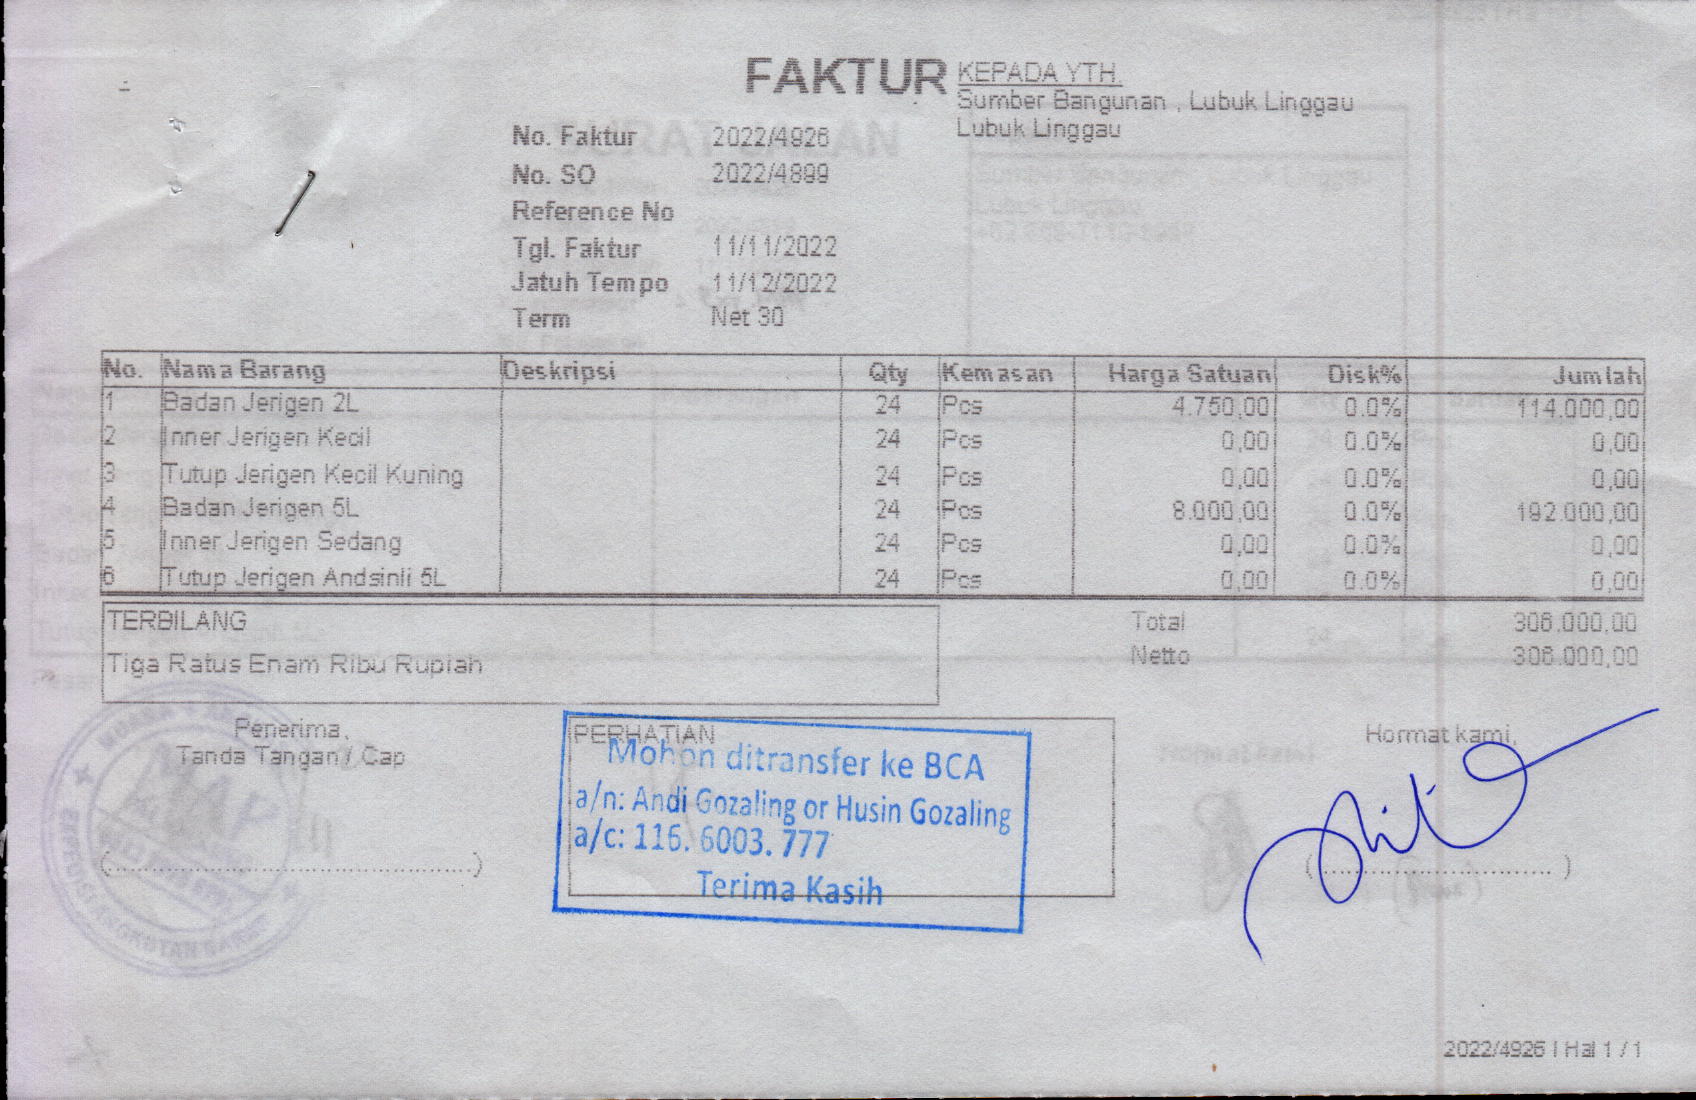 FAKTUR
KEPADA YTH.
Sumber Bangunan , Lubuk Linggau
Lubuk Linggau
No. Faktur 2022/4926
No. SO 2022/4899
Reference No
Tgl. Faktur 11/11/2022
Jatuh Tempo 11/12/2022
Term Net 30
No. Nama Barang Deskripsi Qty Kemasan Harga Satuan Disk% Jumlah
1 Badan Jerigen 2L 24 Pcs 4.750,00 0.0% 114.000,00
2 Inner Jerigen Kecil 24 Pcs 0,00 0.0% 0,00
3 Tutup Jerigen Kecil Kuning 24 Pcs 0,00 0.0% 0,00
4 Badan Jerigen 5L 24 Pcs 8.000,00 0.0% 192.000,00
5 Inner Jerigen Sedang 24 Pcs 0,00 0.0% 0,00
6 Tutup Jerigen Andsinli 5L 24 Pcs 0,00 0.0% 0,00
TERBILANG
Tiga Ratus Enam Ribu Rupiah
Total 306.000,00
Netto 306.000,00
Penerima,
Tanda Tangan / Cap
PERHATIAN
Mohon ditransfer ke BCA
a/n: Andi Gozaling or Husin Gozaling
a/c: 116. 6003. 777
Terima Kasih
Hormat kami,
EKSPEDISI ANGKUTAN DARAT
2022/4926 | Hal 1 / 1